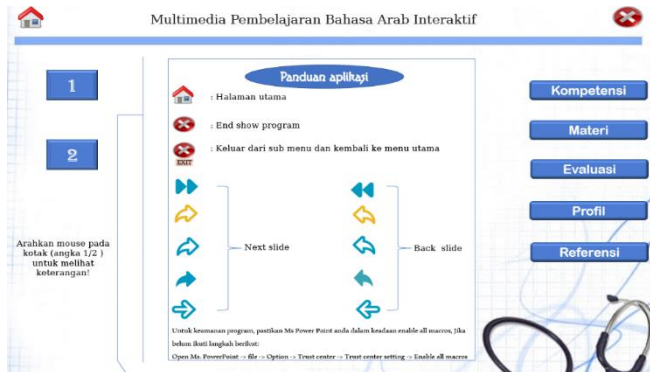 Multimedia Pembelajaran Bahasa Arab Interaktif
1
2
Arahkan mouse pada
kotak (angka 1/2 )
untuk melihat
keterangan!
Panduan aplikasi
: Halaman utama
: End show program
EXIT
: Keluar dari sub menu dan kembali ke menu utama
Next slide
Back slide
Untuk keamanan program, pastikan Ms Power Point anda dalam keadaan enable all macros, Jika
belum ikuti langkah berikut:
Open Ms. PowerPoint -> file -> Option -> Trust center -> Trust center setting -> Enable all macros
Kompetensi
Materi
Evaluasi
Profil
Referensi